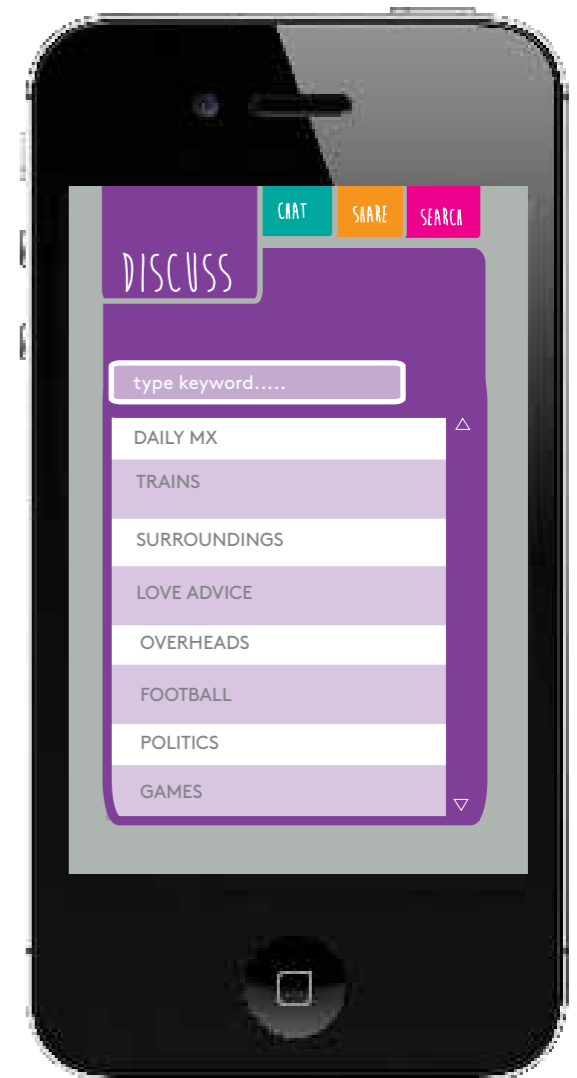 CHAT
SHARE
SEARCH
DISCUSS
type keyword.....
DAILY MX
TRAINS
SURROUNDINGS
LOVE ADVICE
OVERHEADS
FOOTBALL
POLITICS
GAMES